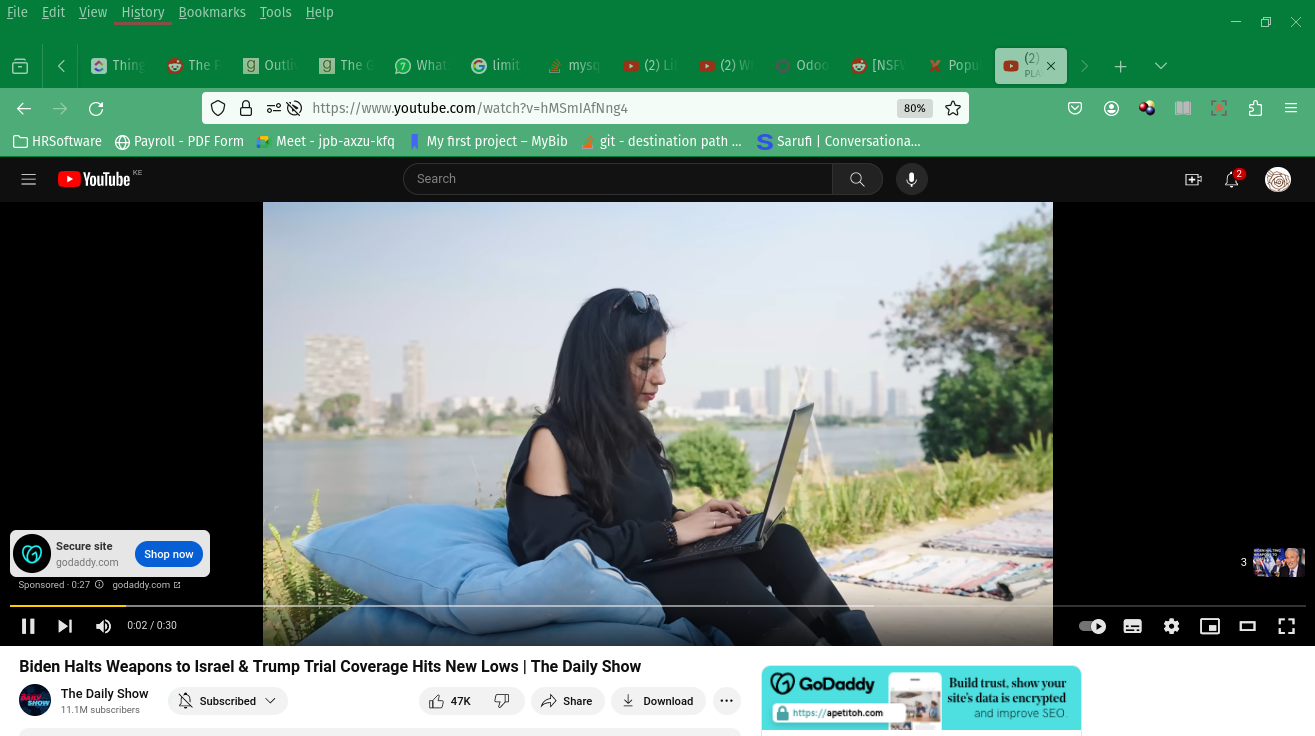 File Edit View History Bookmarks Tools Help
Thing The F Outliv The G What limit mysq (2) Lif (2) W Odoo [NSFW Popu (2)
PLA
https://www.youtube.com/watch?v=hMSmIAfNng4 80%
HRSoftware Payroll - PDF Form Meet - jpb-axzu-kfq My first project – MyBib git - destination path ... Sarufi | Conversationa...
YouTube KE Search 2
Secure site
godaddy.com
Shop now
Sponsored · 0:27 godaddy.com
3
0:02 / 0:30
Biden Halts Weapons to Israel & Trump Trial Coverage Hits New Lows | The Daily Show
The Daily Show
11.1M subscribers
Subscribed 47K Share Download
GoDaddy
https://apetitoh.com
Build trust, show your
site's data is encrypted
and improve SEO.